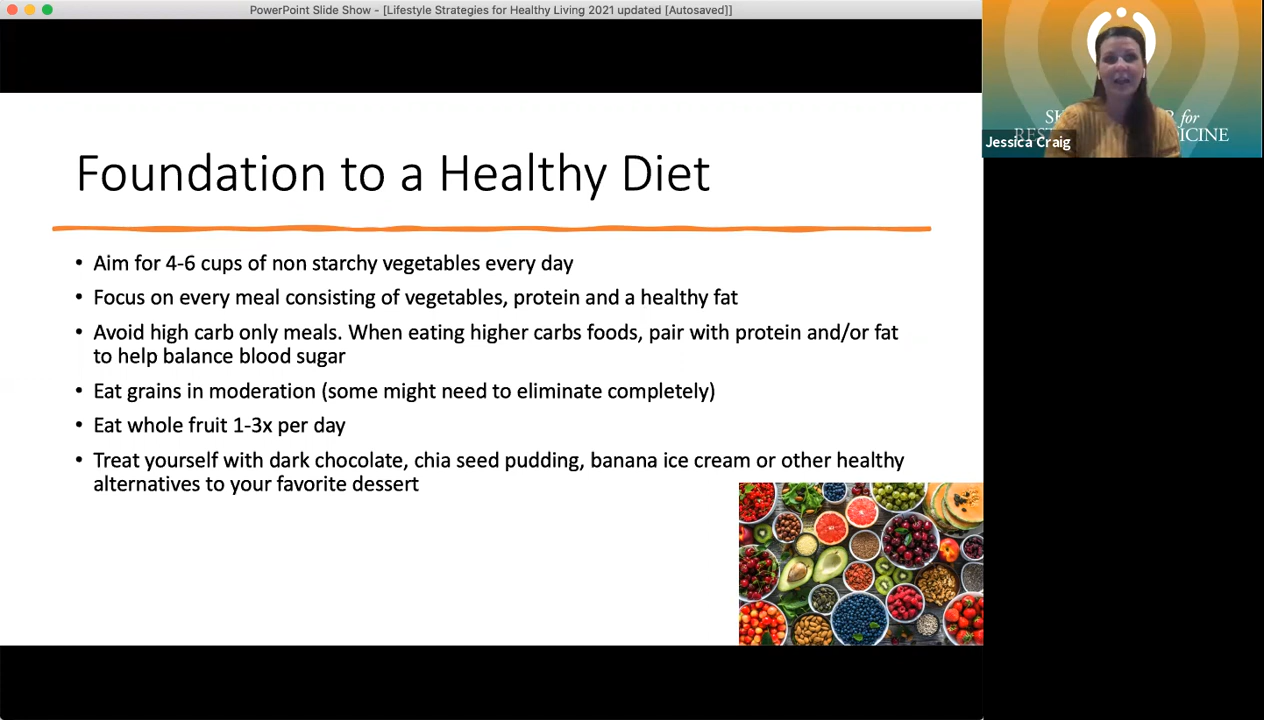 PowerPoint Slide Show - [Lifestyle Strategies for Healthy Living 2021 updated [Autosaved]]
Foundation to a Healthy Diet
• Aim for 4-6 cups of non starchy vegetables every day
• Focus on every meal consisting of vegetables, protein and a healthy fat
• Avoid high carb only meals. When eating higher carbs foods, pair with protein and/or fat
to help balance blood sugar
• Eat grains in moderation (some might need to eliminate completely)
• Eat whole fruit 1-3x per day
• Treat yourself with dark chocolate, chia seed pudding, banana ice cream or other healthy
alternatives to your favorite dessert
for
Jessica Craig